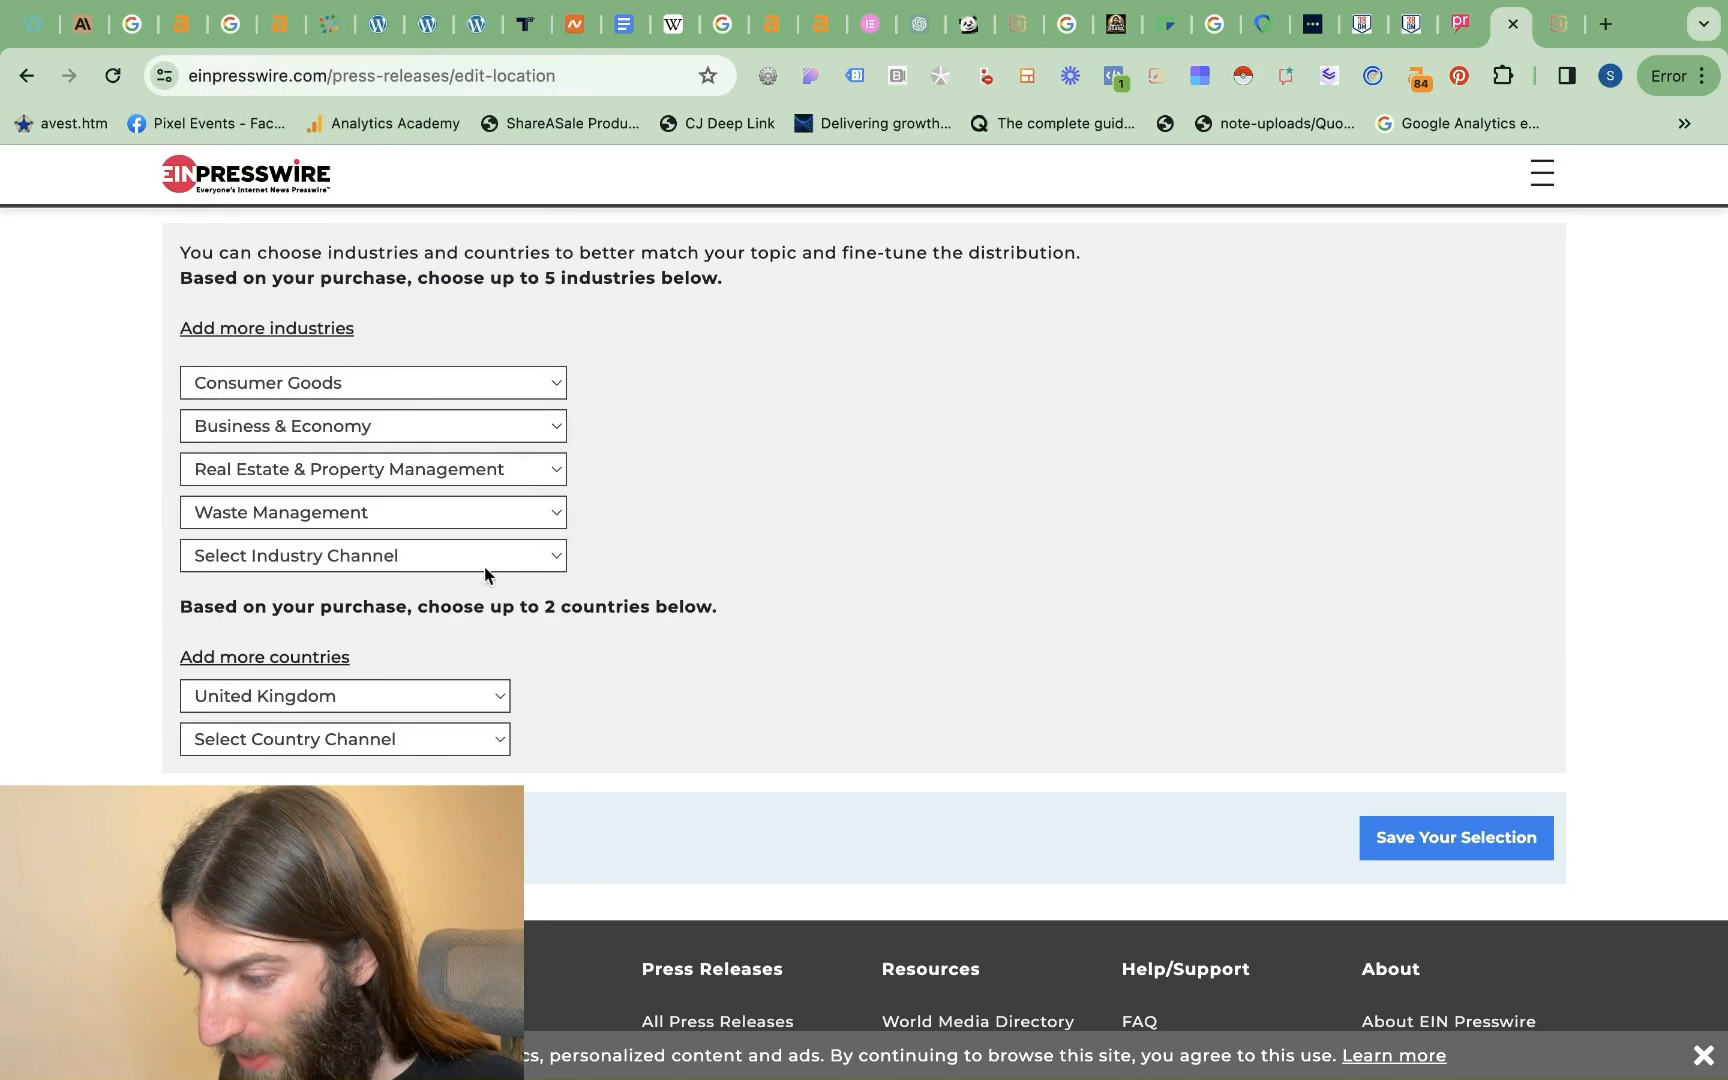 einpresswire.com/press-releases/edit-location
1
84
S
Error
avest.htm
Pixel Events - Fac...
Analytics Academy
ShareASale Produ...
CJ Deep Link
Delivering growth...
The complete guid...
note-uploads/Quo...
Google Analytics e...
EINPRESSWIRE
Everyone's Internet News Presswire™
You can choose industries and countries to better match your topic and fine-tune the distribution.
Based on your purchase, choose up to 5 industries below.
Add more industries
Consumer Goods
Business & Economy
Real Estate & Property Management
Waste Management
Select Industry Channel
Based on your purchase, choose up to 2 countries below.
Add more countries
United Kingdom
Select Country Channel
Save Your Selection
Press Releases
Resources
Help/Support
About
All Press Releases
World Media Directory
FAQ
About EIN Presswire
cs, personalized content and ads. By continuing to browse this site, you agree to this use. Learn more